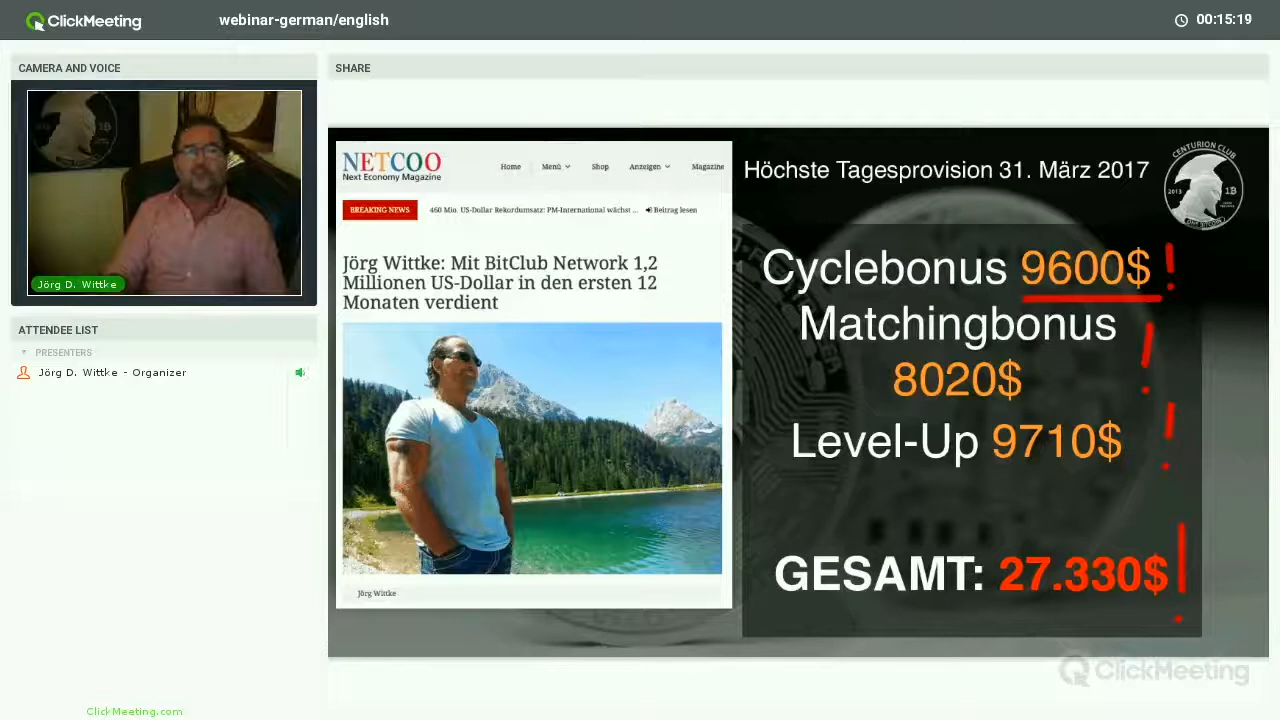 ClickMeeting
webinar-german/english
00:15:19
CAMERA AND VOICE
Jörg D. Wittke
ATTENDEE LIST
PRESENTERS
Jörg D. Wittke - Organizer
ClickMeeting.com
SHARE
NETCOO
Next Economy Magazine
Home Menü Shop Anzeigen Magazine
BREAKING NEWS 460 Mio. US-Dollar Rekordumsatz: PM-International wächst ... Beitrag lesen
Jörg Wittke: Mit BitClub Network 1,2
Millionen US-Dollar in den ersten 12
Monaten verdient
Jörg Wittke
Höchste Tagesprovision 31. März 2017
CENTURION CLUB
2013 1₿
Cyclebonus 9600$ !
Matchingbonus !
8020$
Level-Up 9710$ !
GESAMT: 27.330$ !
ClickMeeting